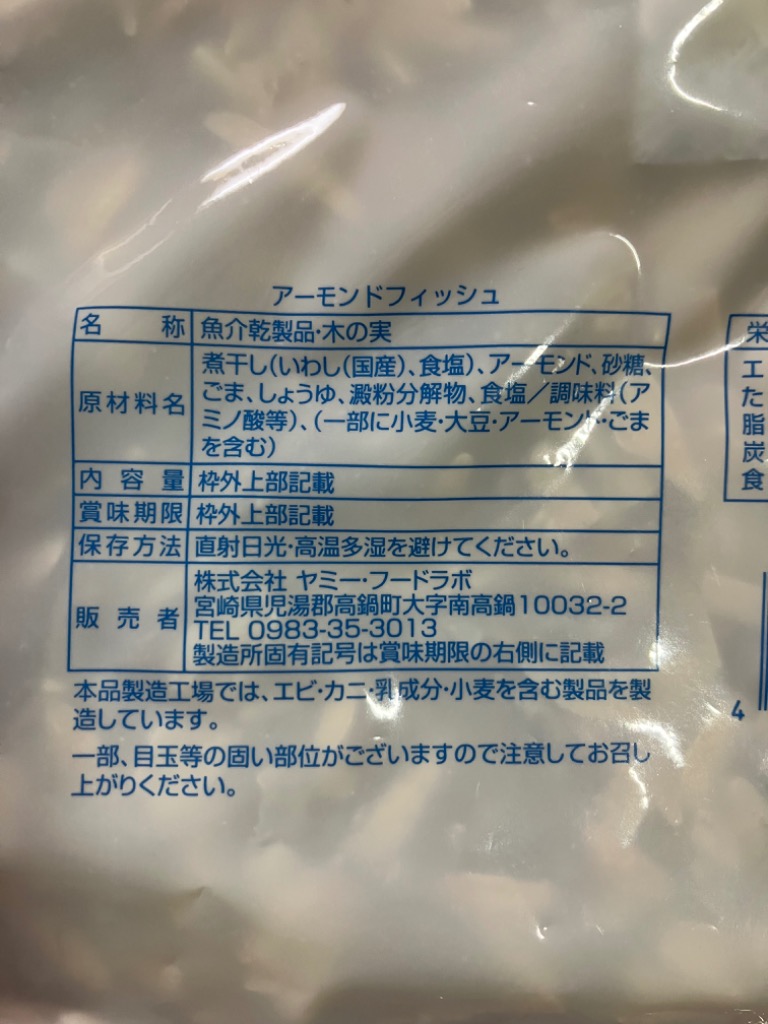 アーモンドフィッシュ
名称 魚介乾製品・木の実
原材料名 煮干し(いわし(国産)、食塩)、アーモンド、砂糖、
ごま、しょうゆ、澱粉分解物、食塩／調味料(ア
ミノ酸等)、(一部に小麦・大豆・アーモンド・ごま
を含む)
内容量 枠外上部記載
賞味期限 枠外上部記載
保存方法 直射日光・高温多湿を避けてください。
販売者 株式会社 ヤミー・フードラボ
宮崎県児湯郡高鍋町大字南高鍋10032-2
TEL 0983-35-3013
製造所固有記号は賞味期限の右側に記載
本品製造工場では、エビ・カニ・乳成分・小麦を含む製品を製
造しています。
一部、目玉等の固い部位がございますので注意してお召し
上がりください。
栄
エ
た
脂
炭
食
4